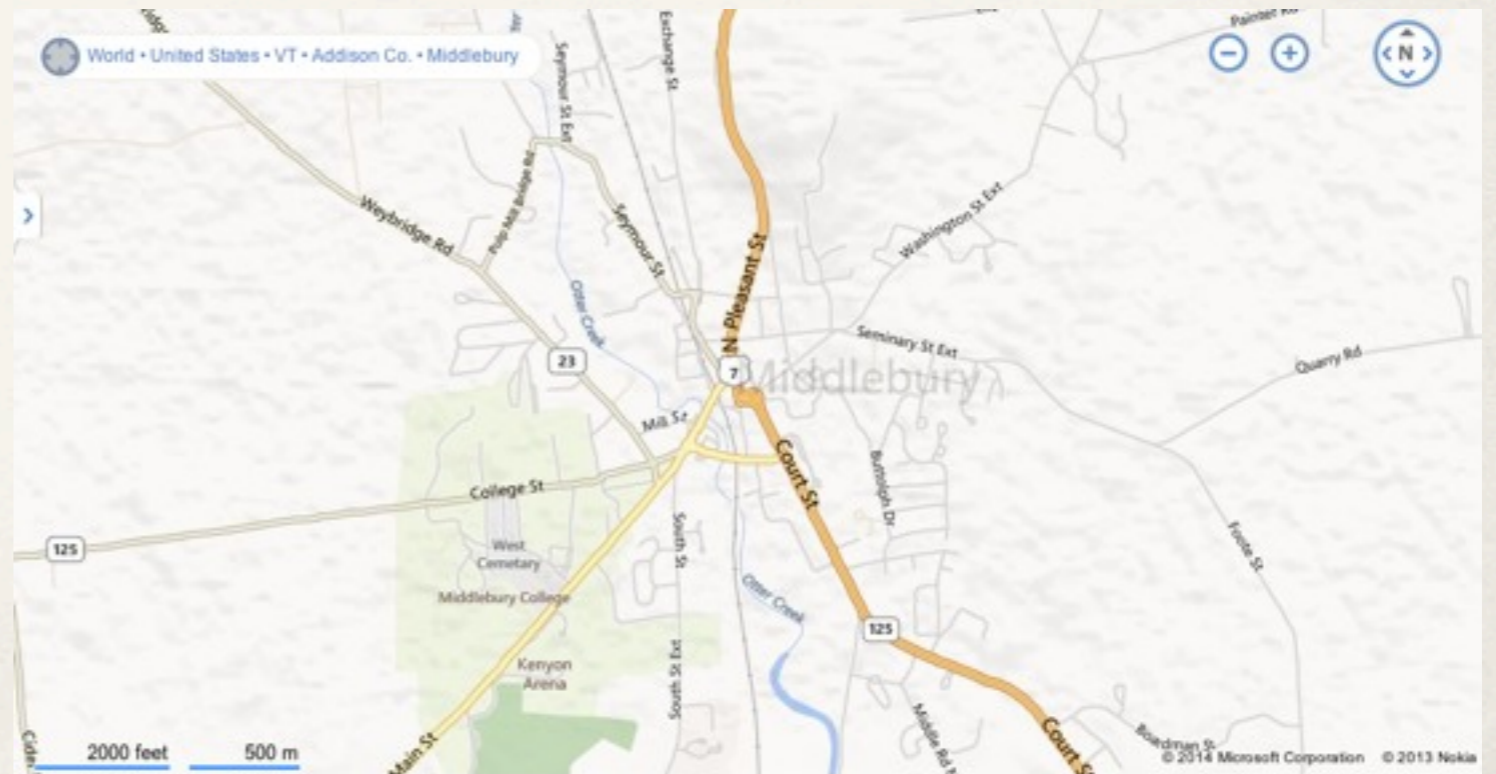 Painter Rd
World • United States • VT • Addison Co. • Middlebury
N
Exchange St
Seymour St Ext
Pulp Mill Bridge Rd
Weybridge Rd
Seymour St
Washington St Ext
N Pleasant St
Otter Creek
Seminary St Ext
Quarry Rd
23
7
Middlebury
Mill St
Court St
Buttolph Dr
College St
125
South St
Foote St
West
Cemetary
Middlebury College
Otter Creek
125
Kenyon
Arena
South St Ext
Middle Rd
Court St
Boardman St
Main St
2000 feet
500 m
© 2014 Microsoft Corporation
© 2013 Nokia